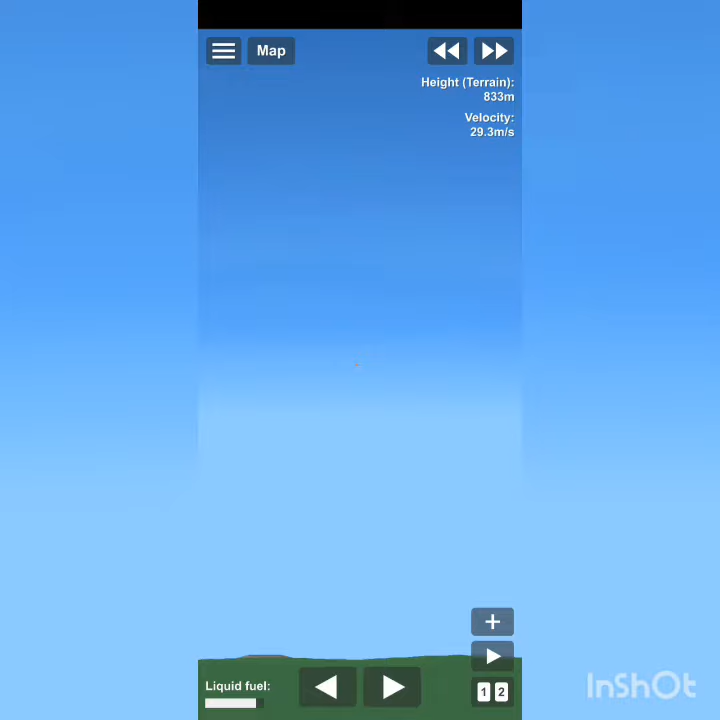 Map
Height (Terrain):
833m
Velocity:
29.3m/s
Liquid fuel:
1 2
InShOt